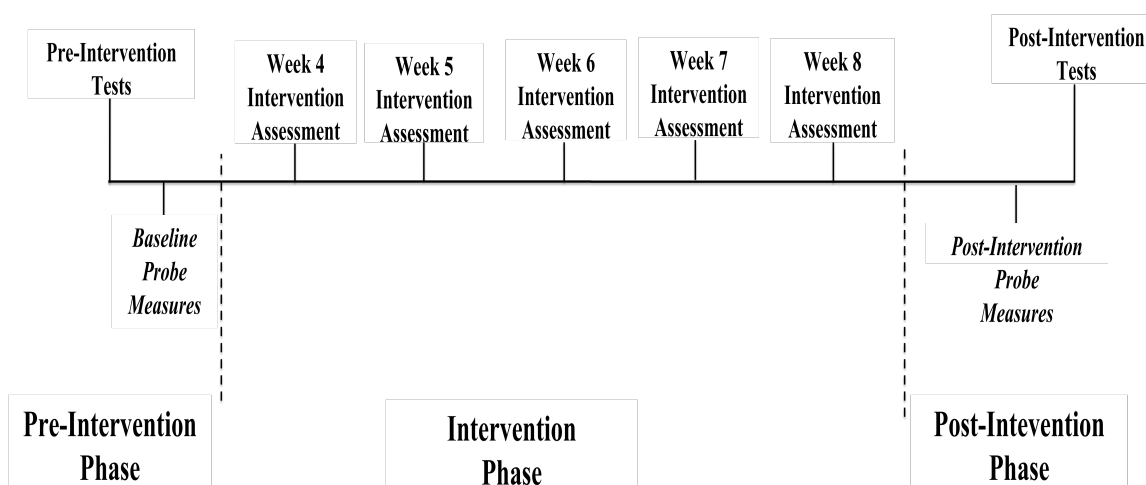 Pre-Intervention
Tests
Week 4
Intervention
Assessment
Week 5
Intervention
Assessment
Week 6
Intervention
Assessment
Week 7
Intervention
Assessment
Week 8
Intervention
Assessment
Post-Intervention
Tests
Baseline
Probe
Measures
Post-Intervention
Probe
Measures
Pre-Intervention
Phase
Intervention
Phase
Post-Intevention
Phase